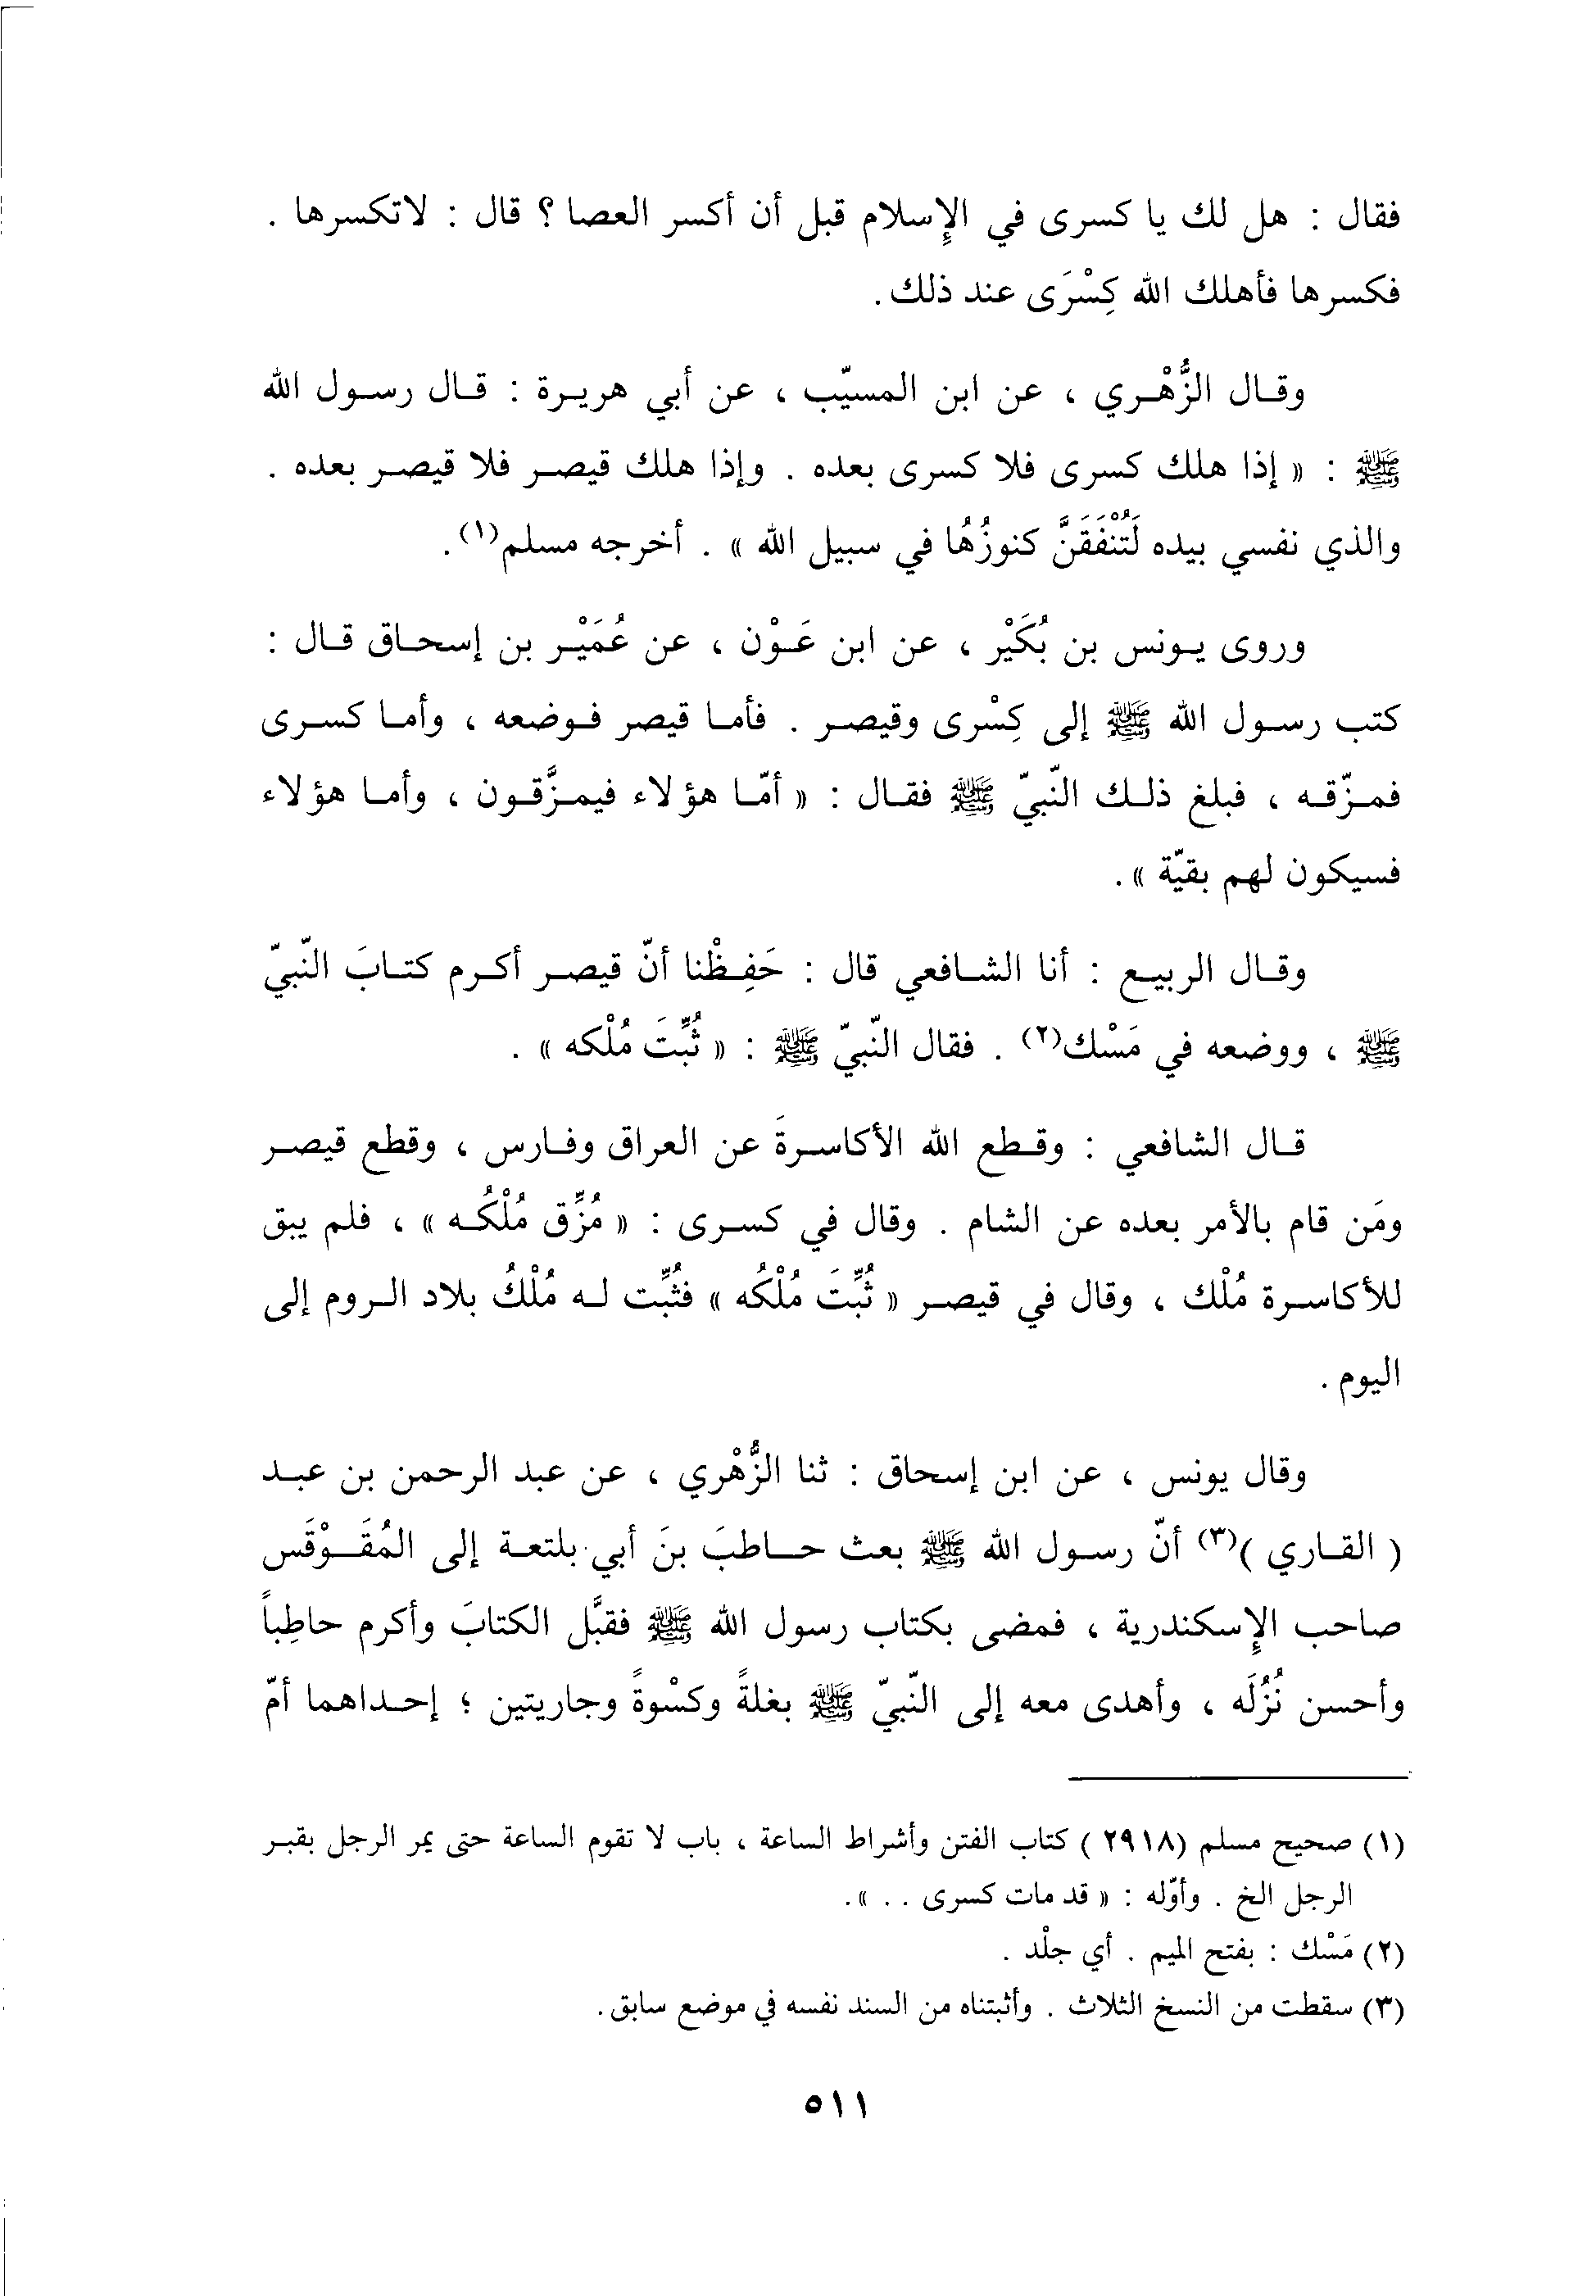 فقال : هل لك يا كسرى في الإِسلام قبل أن أكسر العصا ؟ قال : لاتكسرها .
فكسرها فأهلك الله كِسْرَى عند ذلك .
وقال الزُّهْري ، عن ابن المسيّب ، عن أبي هريرة : قال رسول الله
ﷺ : « إذا هلك كسرى فلا كسرى بعده . وإذا هلك قيصر فلا قيصر بعده .
والذي نفسي بيده لَتُنْفَقَنَّ كنوزُهُا في سبيل الله » . أخرجه مسلم(١) .
وروى يونس بن بُكَيْر ، عن ابن عَوْن ، عن عُمَيْر بن إسحاق قال :
كتب رسول الله ﷺ إلى كِسْرى وقيصر . فأما قيصر فوضعه ، وأما كسرى
فمزّقه ، فبلغ ذلك النّبيّ ﷺ فقال : « أمّا هؤلاء فيمزَّقون ، وأما هؤلاء
فسيكون لهم بقيّة » .
وقال الربيع : أنا الشافعي قال : حَفِظْنا أنّ قيصر أكرم كتابَ النّبيّ
ﷺ ، ووضعه في مَسْك(٢) . فقال النّبيّ ﷺ : « ثُبِّتَ مُلْكه » .
قال الشافعي : وقطع الله الأكاسرةَ عن العراق وفارس ، وقطع قيصر
ومَن قام بالأمر بعده عن الشام . وقال في كسرى : « مُزِّق مُلْكُه » ، فلم يبق
للأكاسرة مُلْك ، وقال في قيصر « ثُبِّتَ مُلْكُه » فثُبِّت له مُلْكُ بلاد الروم إلى
اليوم .
وقال يونس ، عن ابن إسحاق : ثنا الزُّهْري ، عن عبد الرحمن بن عبد
( القاري )(٣) أنّ رسول الله ﷺ بعث حاطبَ بنَ أبي بلتعة إلى المُقَوْقَس
صاحب الإِسكندرية ، فمضى بكتاب رسول الله ﷺ فقبَّل الكتابَ وأكرم حاطِباً
وأحسن نُزُلَه ، وأهدى معه إلى النّبيّ ﷺ بغلةً وكسْوةً وجاريتين ؛ إحداهما أمّ
(١) صحيح مسلم (٢٩١٨ ) كتاب الفتن وأشراط الساعة ، باب لا تقوم الساعة حتى يمر الرجل بقبر
الرجل الخ . وأوّله : « قد مات كسرى . . » .
(٢) مَسْك : بفتح الميم . أي جلْد .
(٣) سقطت من النسخ الثلاث . وأثبتناه من السند نفسه في موضع سابق .
٥١١